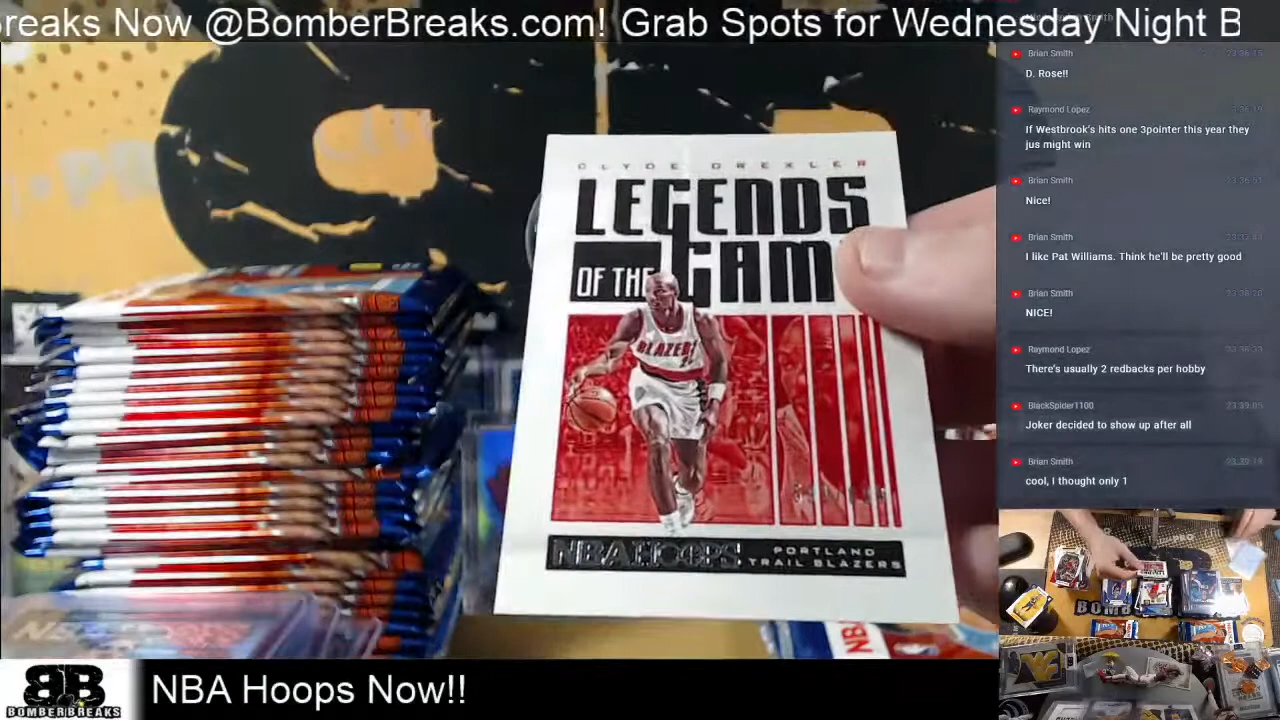 reaks Now @BomberBreaks.com! Grab Spots for Wednesday Night B
Brian Smith
D. Rose!!
Raymond Lopez
If Westbrook's hits one 3pointer this year they
jus might win
Brian Smith
Nice!
Brian Smith
I like Pat Williams. Think he'll be pretty good
Brian Smith
NICE!
Raymond Lopez
There's usually 2 redbacks per hobby
BlackSpider1100
Joker decided to show up after all
Brian Smith
cool, i thought only 1
CLYDE DREXLER
LEGENDS
OF THE GAM
BLAZER
NBA HOOPS
PORTLAND
TRAIL BLAZERS
BB
BOMBERBREAKS
NBA Hoops Now!!